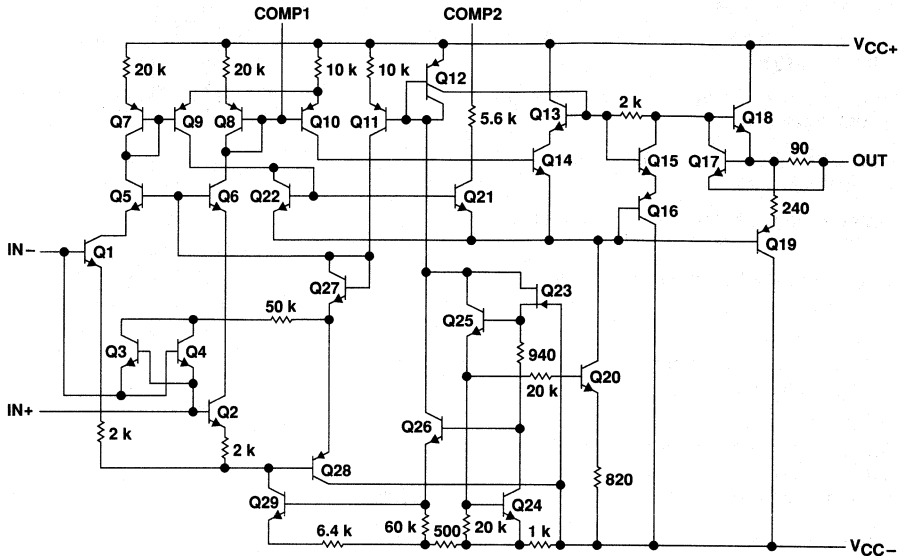 COMP1 COMP2
VCC+
20 k 20 k 10 k 10 k Q12
Q7 Q9 Q8 Q10 Q11 5.6 k Q13 2 k Q18
Q14 Q15 Q17 90 OUT
Q5 Q6 Q22 Q21 Q16 240
IN− Q1 Q19
Q27 Q23
50 k Q25
Q3 Q4 940
20 k Q20
IN+ Q2 Q26
2 k 2 k
Q28 820
Q29 Q24
6.4 k 60 k 500 20 k 1 k VCC−